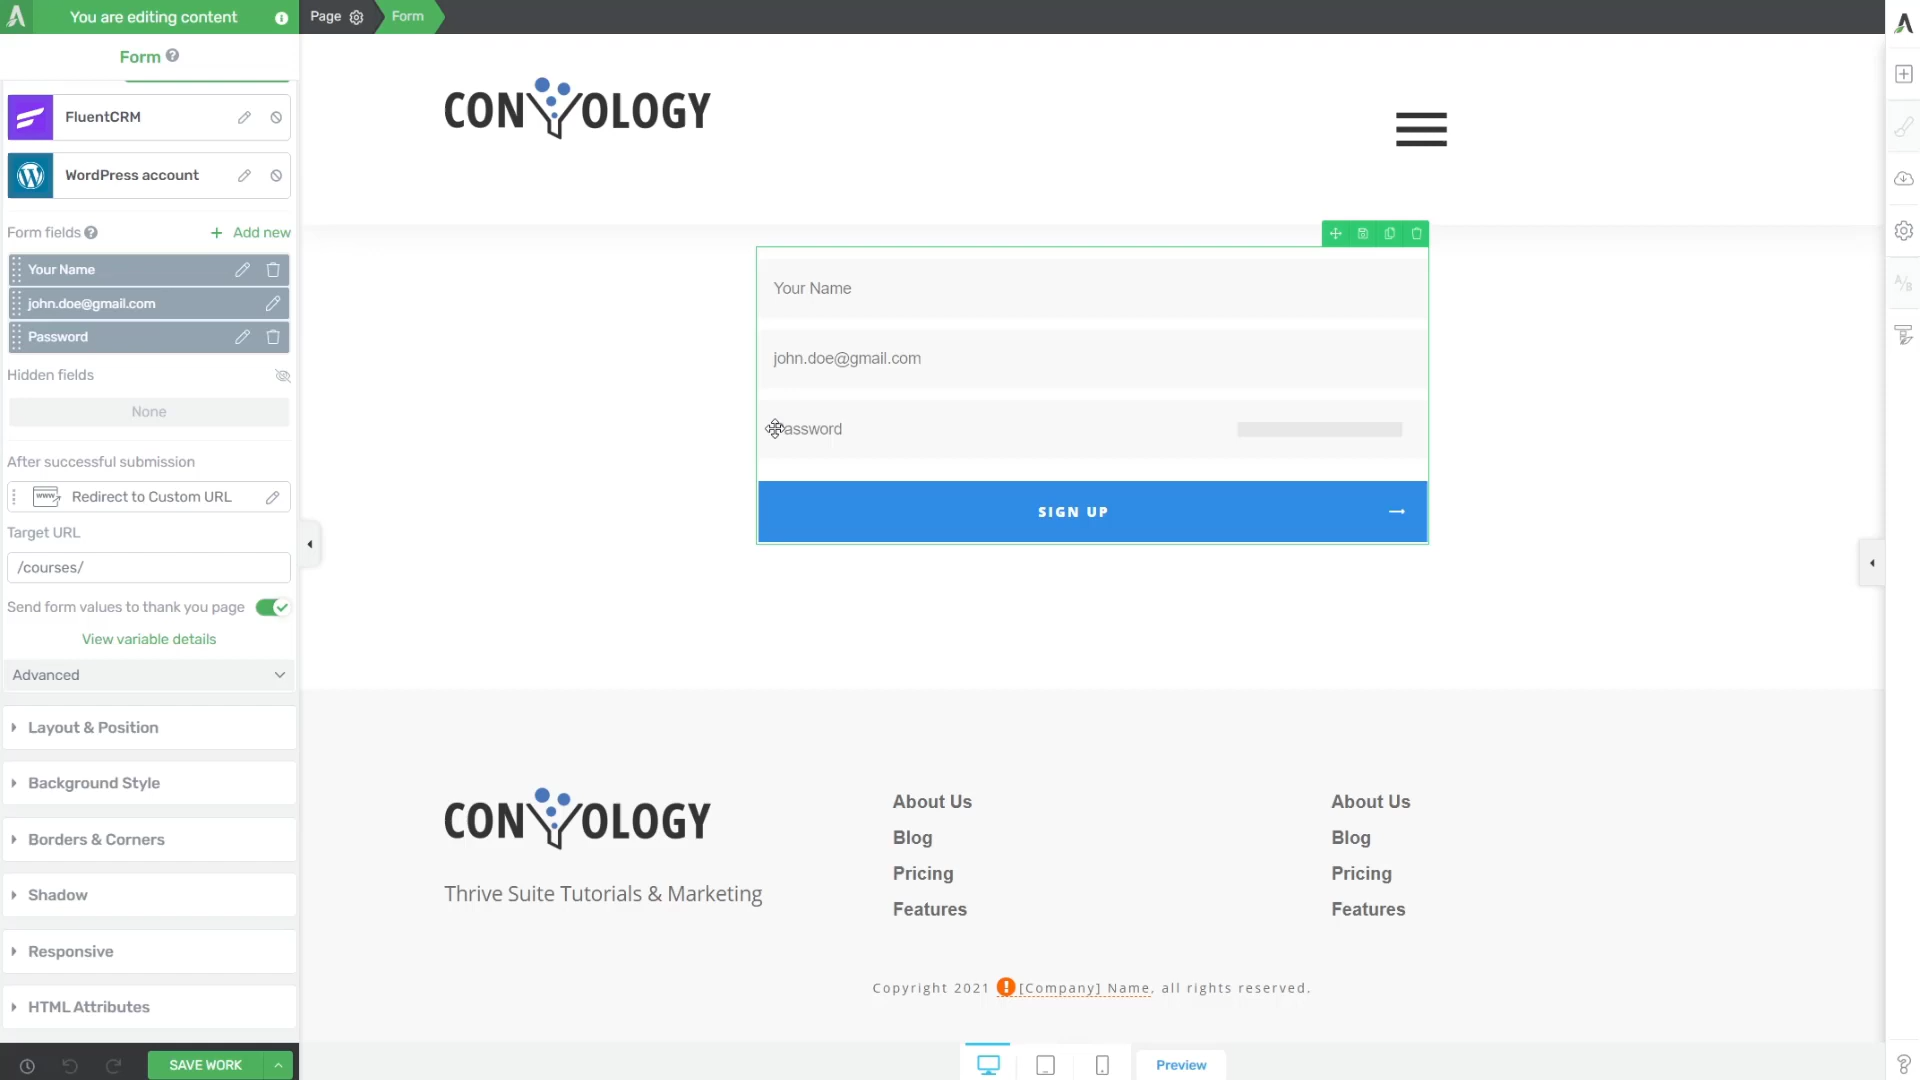 You are editing content
Page
Form
Form
FluentCRM
WordPress account
Form fields
+ Add new
Your Name
john.doe@gmail.com
Password
Hidden fields
None
After successful submission
Redirect to Custom URL
Target URL
/courses/
Send form values to thank you page
View variable details
Advanced
Layout & Position
Background Style
Borders & Corners
Shadow
Responsive
HTML Attributes
SAVE WORK
CONVOLOGY
Your Name
john.doe@gmail.com
Password
SIGN UP
CONVOLOGY
Thrive Suite Tutorials & Marketing
About Us
Blog
Pricing
Features
About Us
Blog
Pricing
Features
Copyright 2021 [Company] Name, all rights reserved.
Preview
A/B